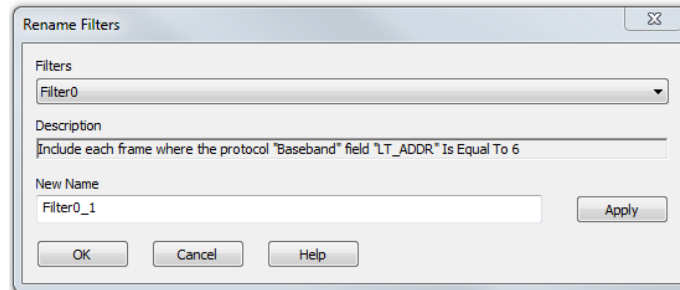 Rename Filters
Filters
Filter0
Description
Include each frame where the protocol "Baseband" field "LT_ADDR" Is Equal To 6
New Name
Filter0_1
Apply
OK Cancel Help